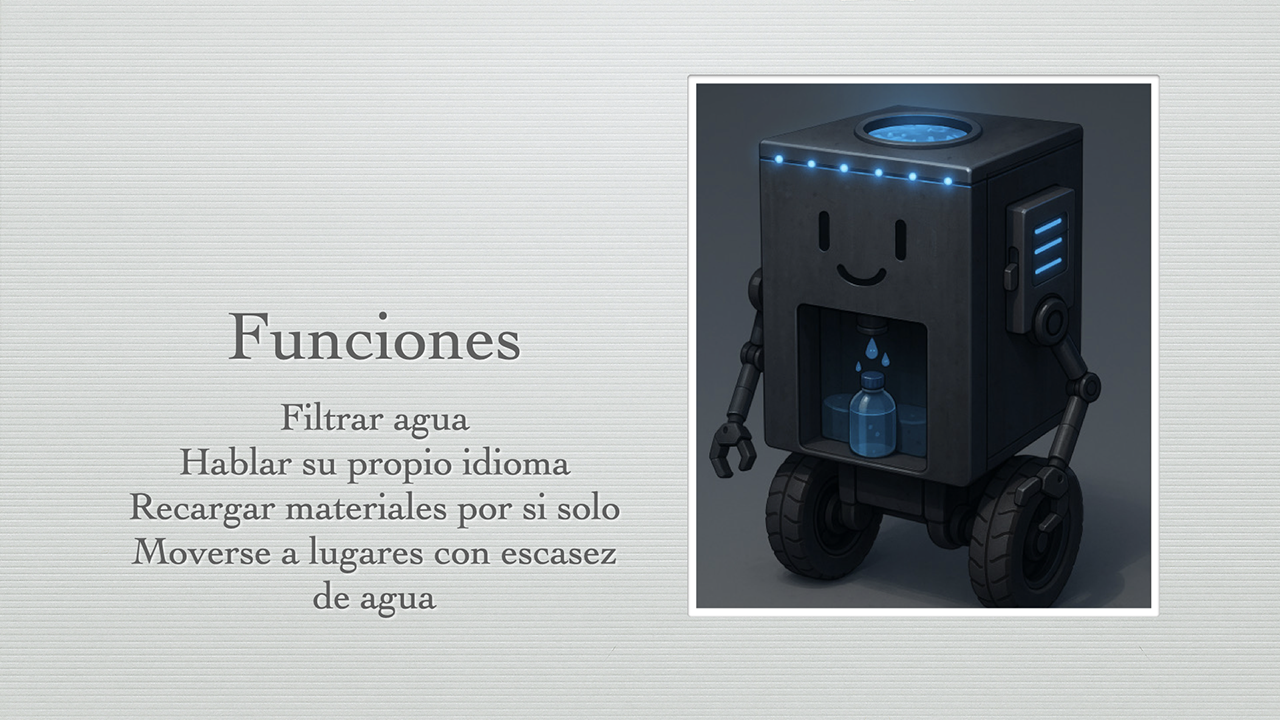 Funciones
Filtrar agua
Hablar su propio idioma
Recargar materiales por si solo
Moverse a lugares con escasez
de agua